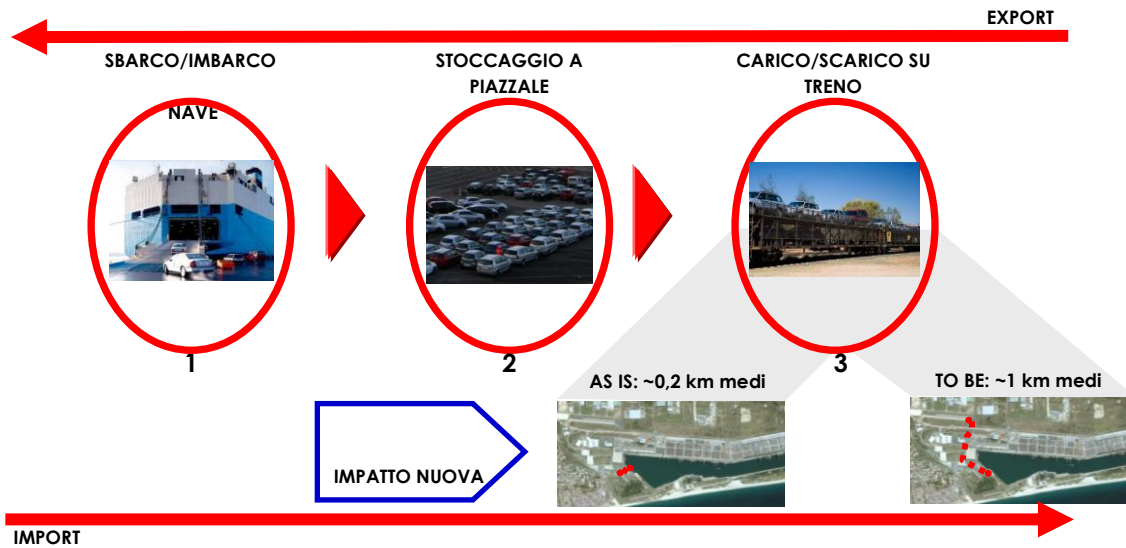 EXPORT
SBARCO/IMBARCO
NAVE
STOCCAGGIO A
PIAZZALE
CARICO/SCARICO SU
TRENO
1
2
3
AS IS: ~0,2 km medi
TO BE: ~1 km medi
IMPATTO NUOVA
IMPORT